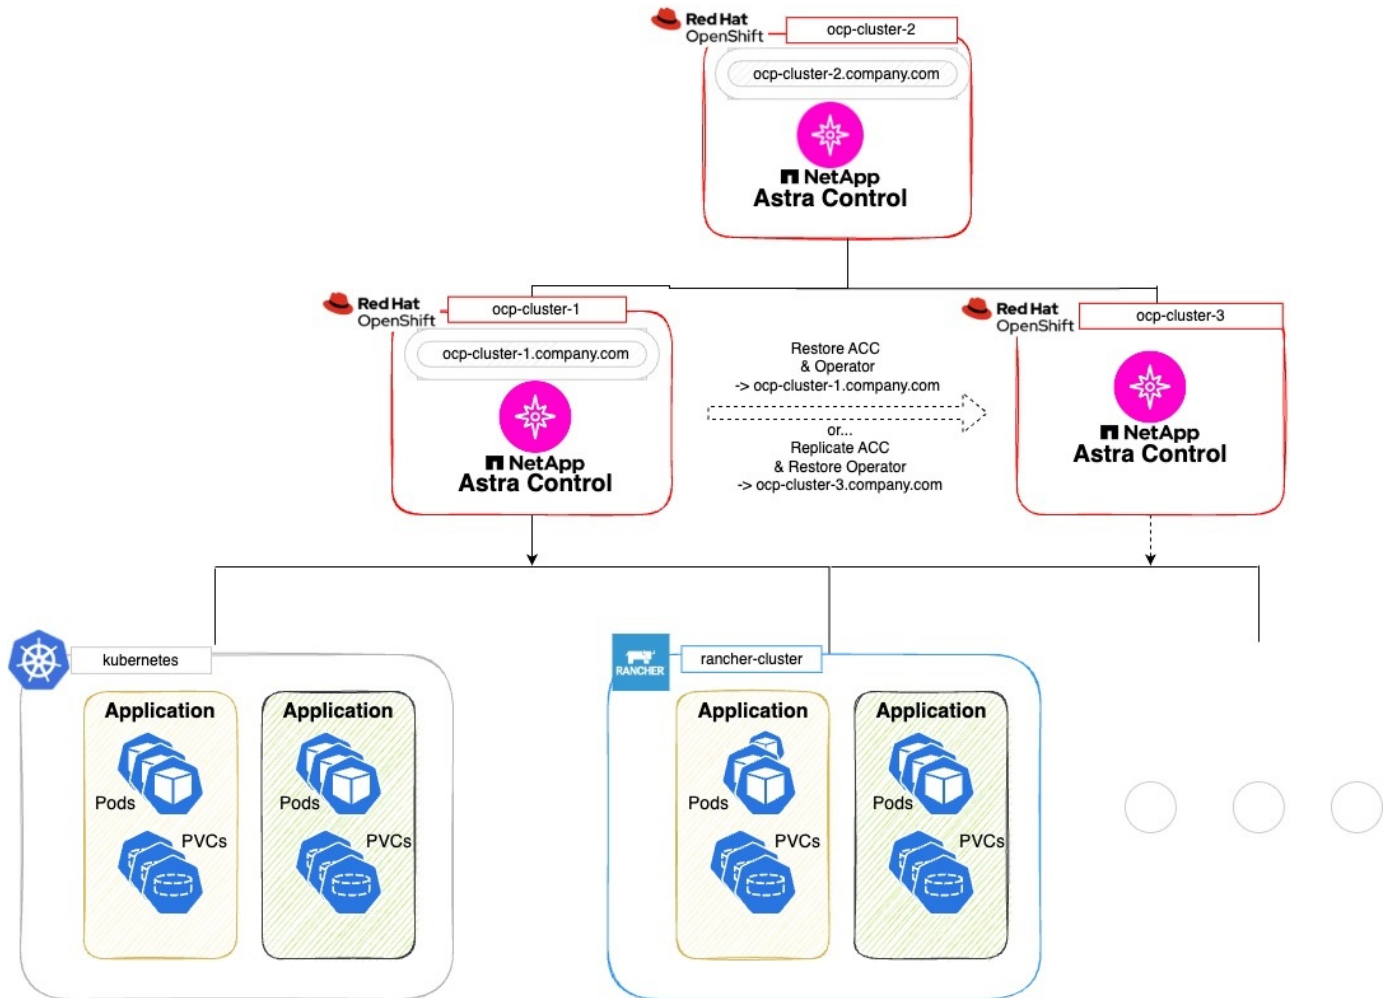 Red Hat
OpenShift
ocp-cluster-2
ocp-cluster-2.company.com
NetApp
Astra Control
Red Hat
OpenShift
ocp-cluster-1
ocp-cluster-1.company.com
NetApp
Astra Control
Restore ACC
& Operator
-> ocp-cluster-1.company.com
or...
Replicate ACC
& Restore Operator
-> ocp-cluster-3.company.com
Red Hat
OpenShift
ocp-cluster-3
NetApp
Astra Control
kubernetes
Application
Pods
PVCs
Application
Pods
PVCs
RANCHER
rancher-cluster
Application
Pods
PVCs
Application
Pods
PVCs